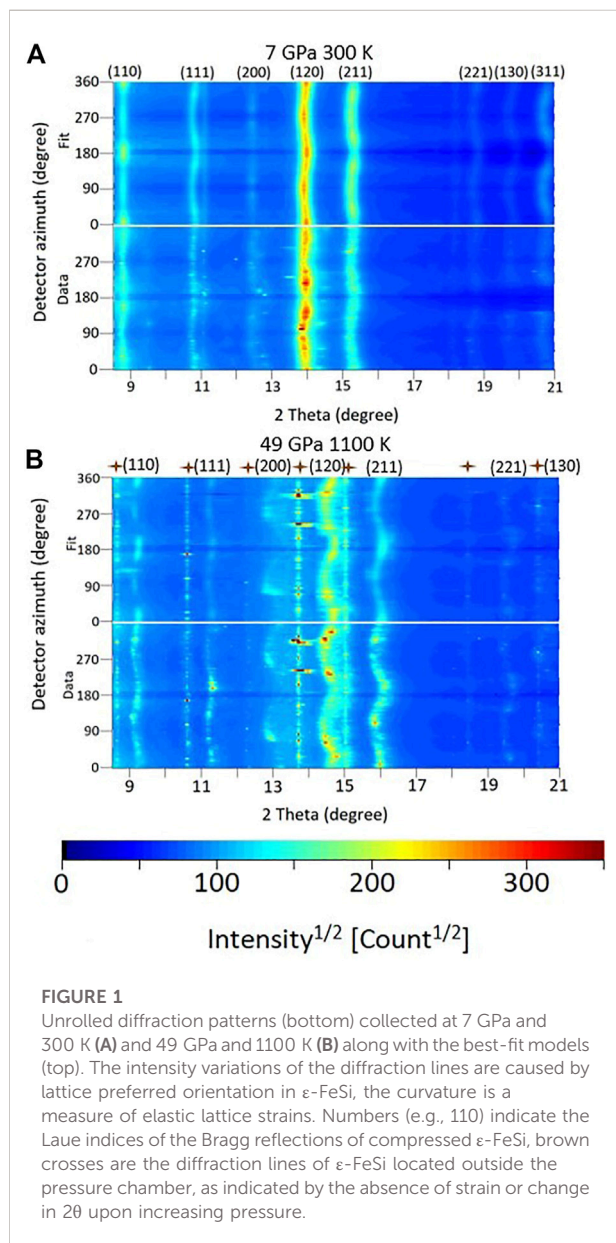 A
7 GPa 300 K
(110) (111) (200) (120) (211) (221) (130) (311)
360
270
180
90
0
270
180
90
0
Detector azimuth (degree)
Fit
Data
9 11 13 15 17 19 21
2 Theta (degree)
B
49 GPa 1100 K
(110) (111) (200) (120) (211) (221) (130)
360
270
180
90
0
270
180
90
0
Detector azimuth (degree)
Fit
Data
9 11 13 14 15 17 19 21
2 Theta (degree)
0 100 200 300
Intensity^1/2 [Count^1/2]
FIGURE 1
Unrolled diffraction patterns (bottom) collected at 7 GPa and
300 K (A) and 49 GPa and 1100 K (B) along with the best-fit models
(top). The intensity variations of the diffraction lines are caused by
lattice preferred orientation in ε-FeSi, the curvature is a
measure of elastic lattice strains. Numbers (e.g., 110) indicate the
Laue indices of the Bragg reflections of compressed ε-FeSi, brown
crosses are the diffraction lines of ε-FeSi located outside the
pressure chamber, as indicated by the absence of strain or change
in 2θ upon increasing pressure.